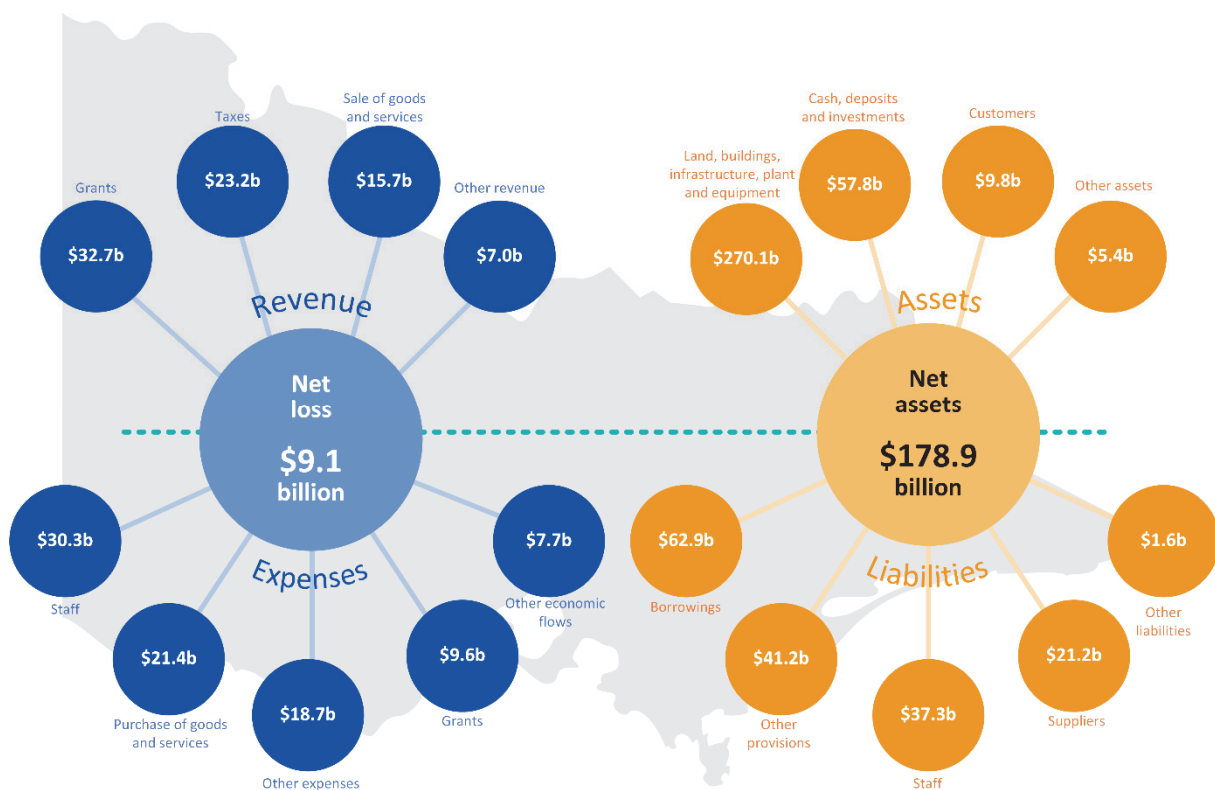 Grants
$32.7b
Taxes
$23.2b
Sale of goods
and services
$15.7b
Other revenue
$7.0b
Revenue
Net
loss
$9.1
billion
Expenses
$30.3b
Staff
$21.4b
Purchase of goods
and services
$18.7b
Other expenses
$9.6b
Grants
$7.7b
Other economic
flows
Land, buildings,
infrastructure, plant
and equipment
$270.1b
Cash, deposits
and investments
$57.8b
Customers
$9.8b
Other assets
$5.4b
Assets
Net
assets
$178.9
billion
Liabilities
$62.9b
Borrowings
$41.2b
Other
provisions
$37.3b
Staff
$21.2b
Suppliers
$1.6b
Other
liabilities